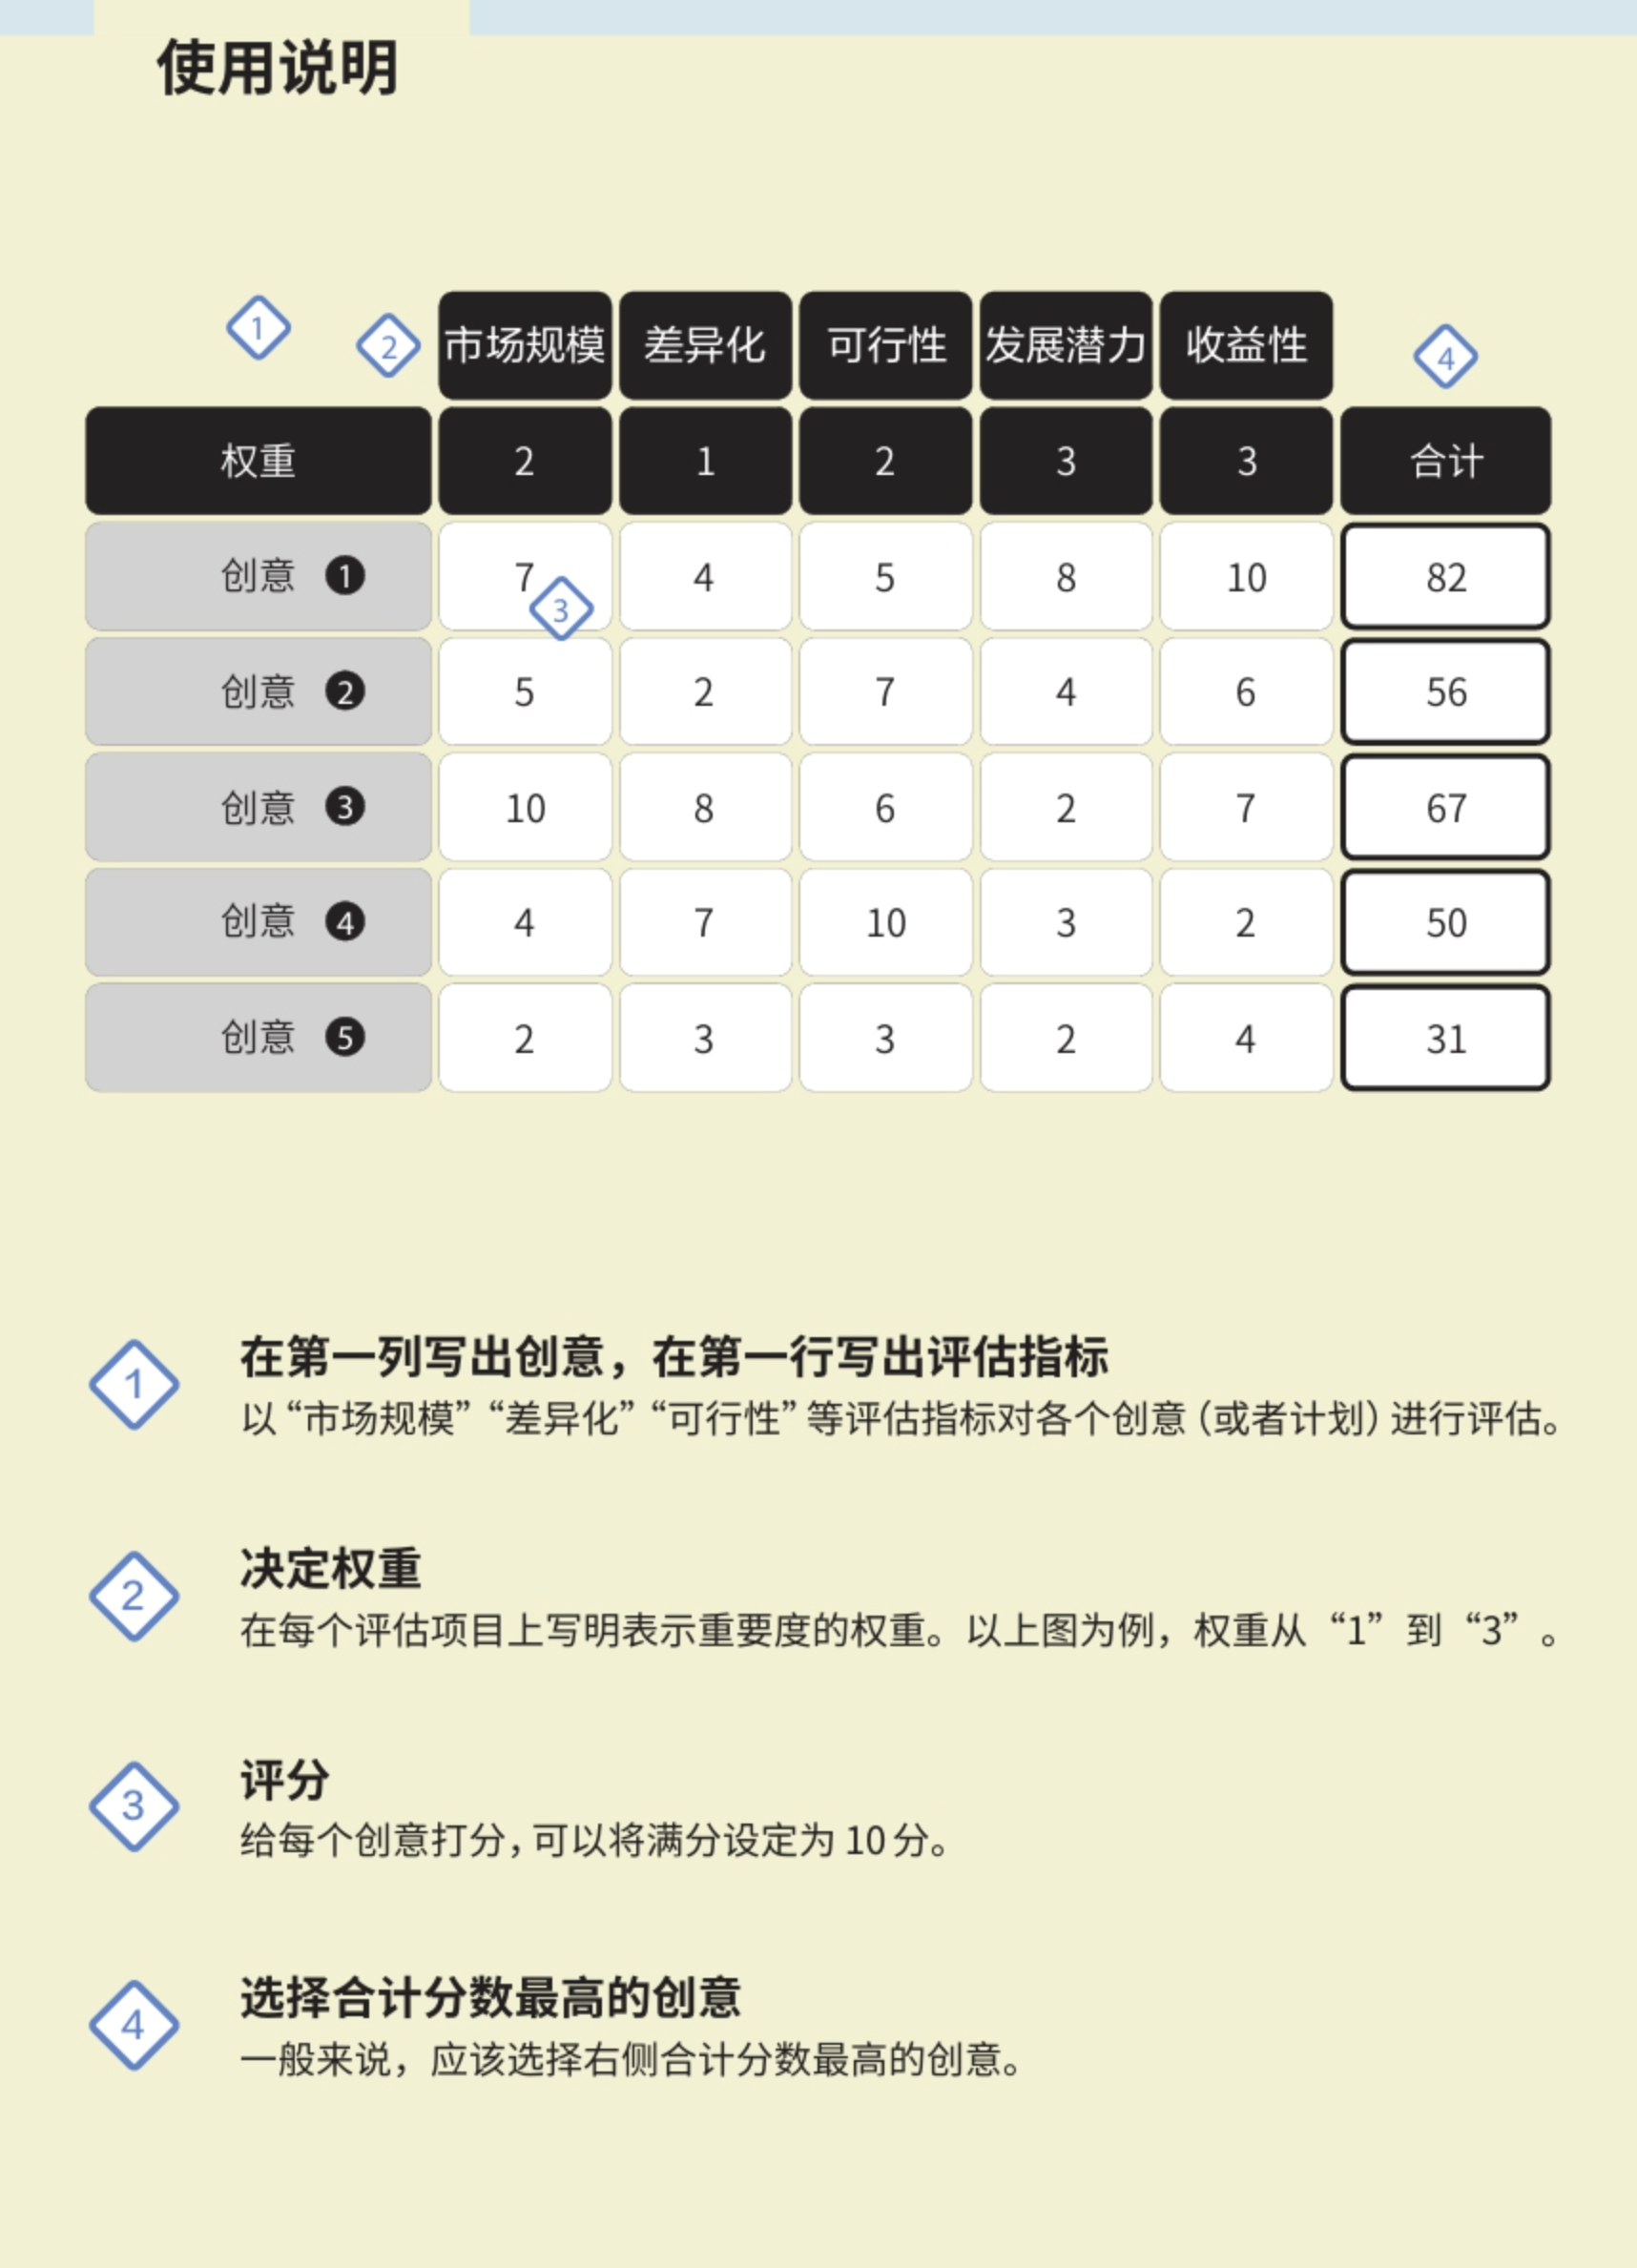 使用说明
1 2 市场规模 差异化 可行性 发展潜力 收益性 4
权重 2 1 2 3 3 合计
创意 1 7 3 4 5 8 10 82
创意 2 5 2 7 4 6 56
创意 3 10 8 6 2 7 67
创意 4 4 7 10 3 2 50
创意 5 2 3 3 2 4 31
1 在第一列写出创意，在第一行写出评估指标
以“市场规模”“差异化”“可行性”等评估指标对各个创意（或者计划）进行评估。
2 决定权重
在每个评估项目上写明表示重要度的权重。以上图为例，权重从“1”到“3”。
3 评分
给每个创意打分，可以将满分设定为 10 分。
4 选择合计分数最高的创意
一般来说，应该选择右侧合计分数最高的创意。